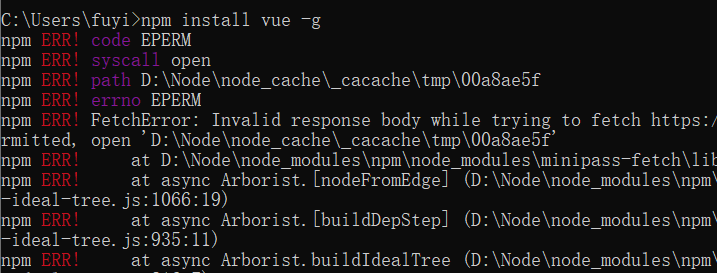 C:\Users\fuyi>npm install vue -g
npm ERR! code EPERM
npm ERR! syscall open
npm ERR! path D:\Node\node_cache\_cacache\tmp\00a8ae5f
npm ERR! errno EPERM
npm ERR! FetchError: Invalid response body while trying to fetch https:/
rmitted, open 'D:\Node\node_cache\_cacache\tmp\00a8ae5f'
npm ERR!     at D:\Node\node_modules\npm\node_modules\minipass-fetch\lib
npm ERR!     at async Arborist.[nodeFromEdge] (D:\Node\node_modules\npm\
-ideal-tree.js:1066:19)
npm ERR!     at async Arborist.[buildDepStep] (D:\Node\node_modules\npm\
-ideal-tree.js:935:11)
npm ERR!     at async Arborist.buildIdealTree (D:\Node\node_modules\npm